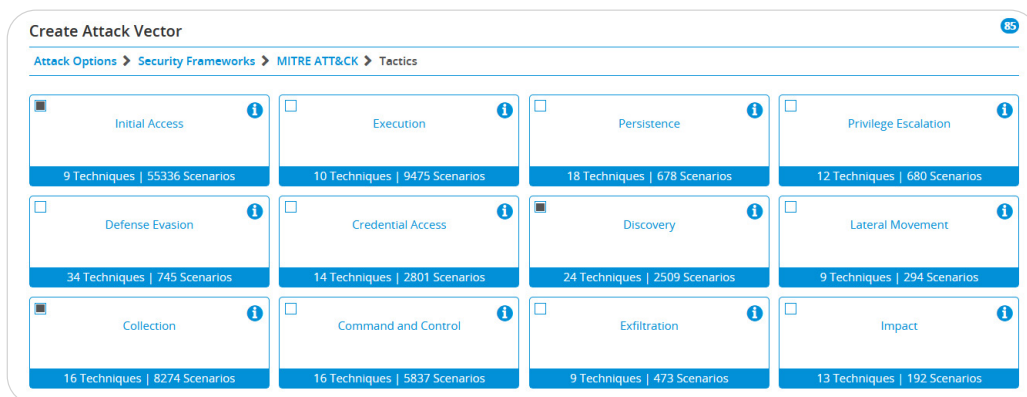 Create Attack Vector
85
Attack Options > Security Frameworks > MITRE ATT&CK > Tactics
Initial Access
9 Techniques | 55336 Scenarios
Execution
10 Techniques | 9475 Scenarios
Persistence
18 Techniques | 678 Scenarios
Privilege Escalation
12 Techniques | 680 Scenarios
Defense Evasion
34 Techniques | 745 Scenarios
Credential Access
14 Techniques | 2801 Scenarios
Discovery
24 Techniques | 2509 Scenarios
Lateral Movement
9 Techniques | 294 Scenarios
Collection
16 Techniques | 8274 Scenarios
Command and Control
16 Techniques | 5837 Scenarios
Exfiltration
9 Techniques | 473 Scenarios
Impact
13 Techniques | 192 Scenarios